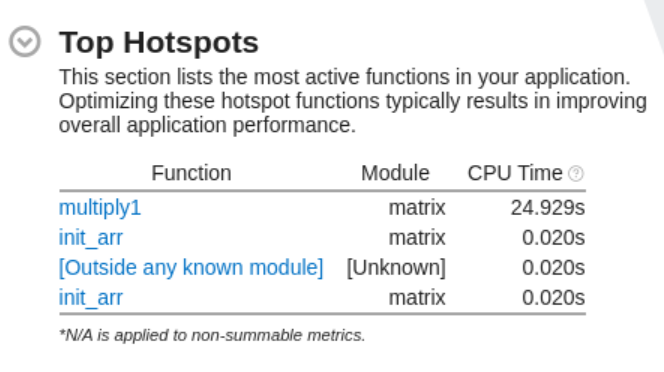 Top Hotspots
This section lists the most active functions in your application.
Optimizing these hotspot functions typically results in improving
overall application performance.
Function Module CPU Time ?
multiply1 matrix 24.929s
init_arr matrix 0.020s
[Outside any known module] [Unknown] 0.020s
init_arr matrix 0.020s
*N/A is applied to non-summable metrics.